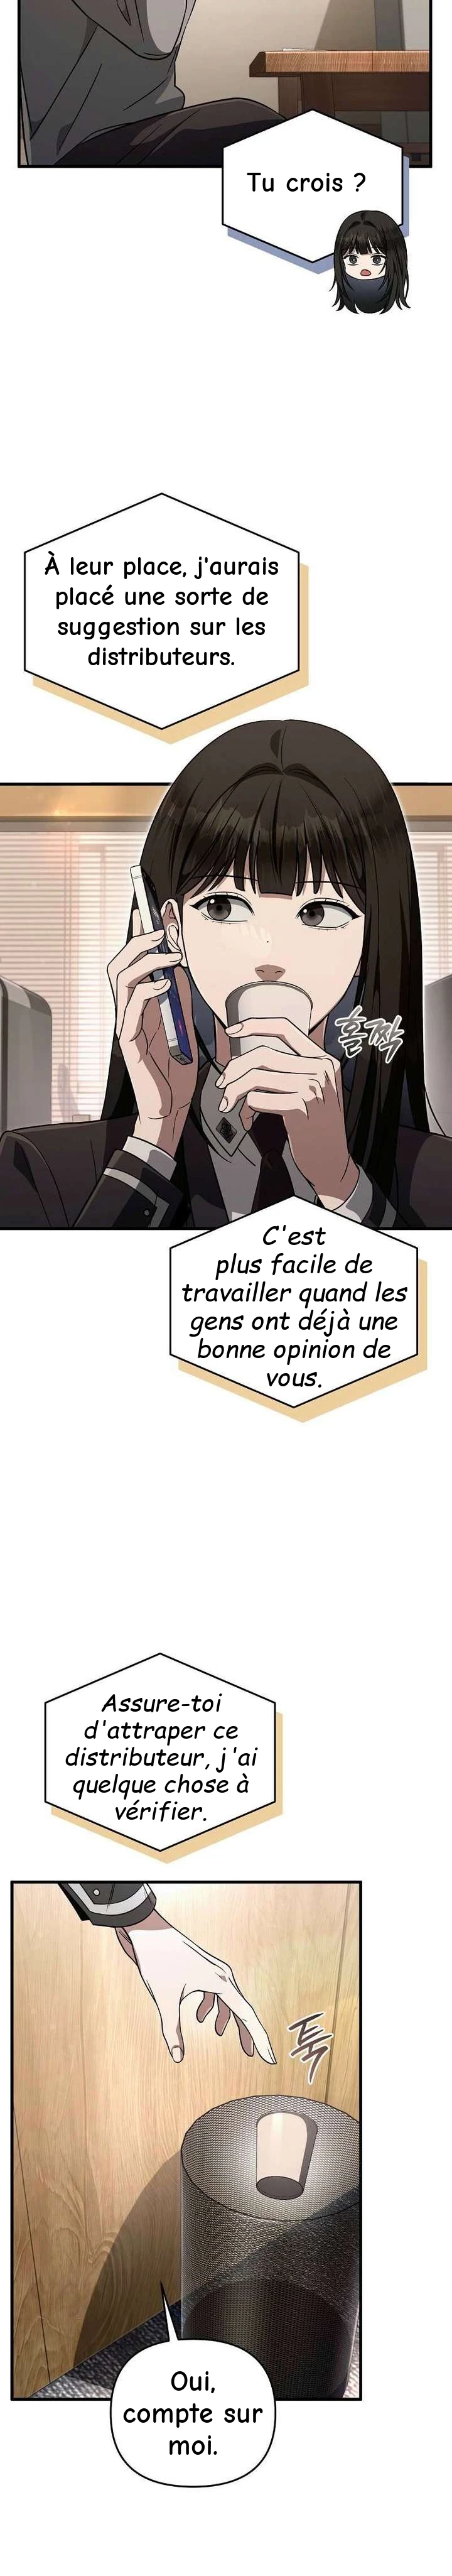 Tu crois ?
À leur place, j'aurais
placé une sorte de
suggestion sur les
distributeurs.
홀짝
C'est
plus facile de
travailler quand les
gens ont déjà une
bonne opinion de
vous.
Assure-toi
d'attraper ce
distributeur, j'ai
quelque chose à
vérifier.
툭
Oui,
compte sur
moi.